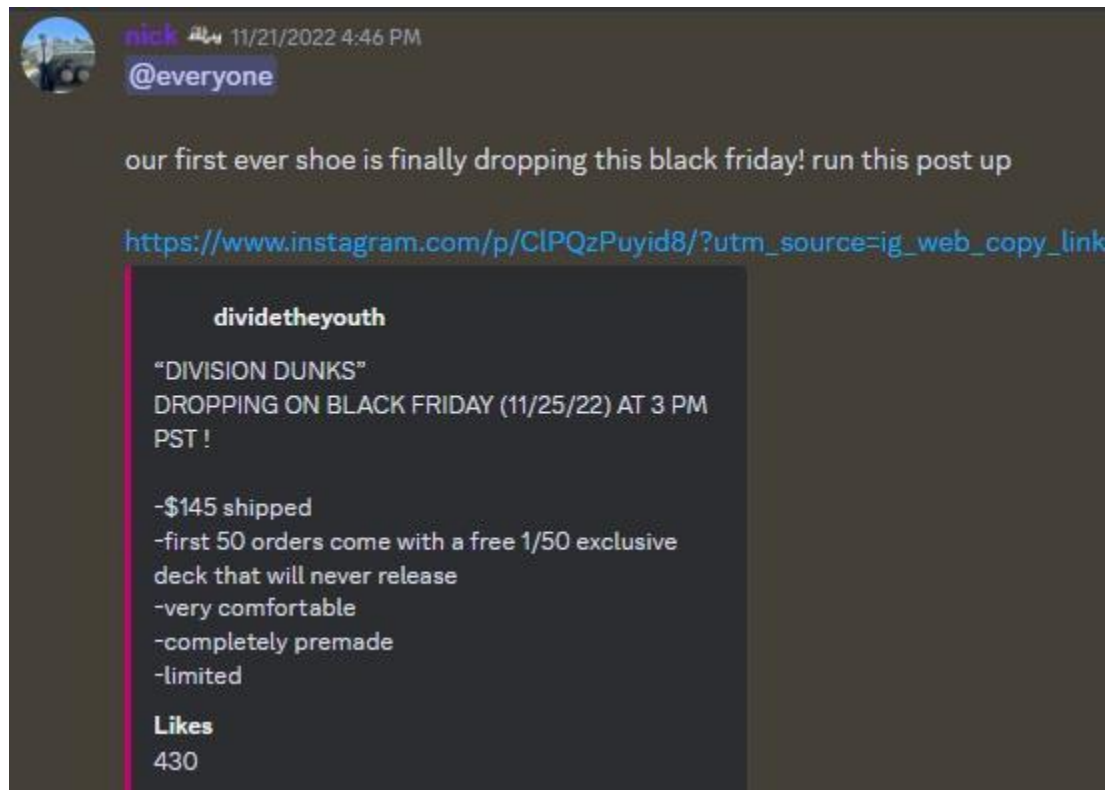 nick 11/21/2022 4:46 PM
@everyone
our first ever shoe is finally dropping this black friday! run this post up
https://www.instagram.com/p/ClPQzPuyid8/?utm_source=ig_web_copy_link
dividetheyouth
“DIVISION DUNKS”
DROPPING ON BLACK FRIDAY (11/25/22) AT 3 PM
PST !
-$145 shipped
-first 50 orders come with a free 1/50 exclusive
deck that will never release
-very comfortable
-completely premade
-limited
Likes
430